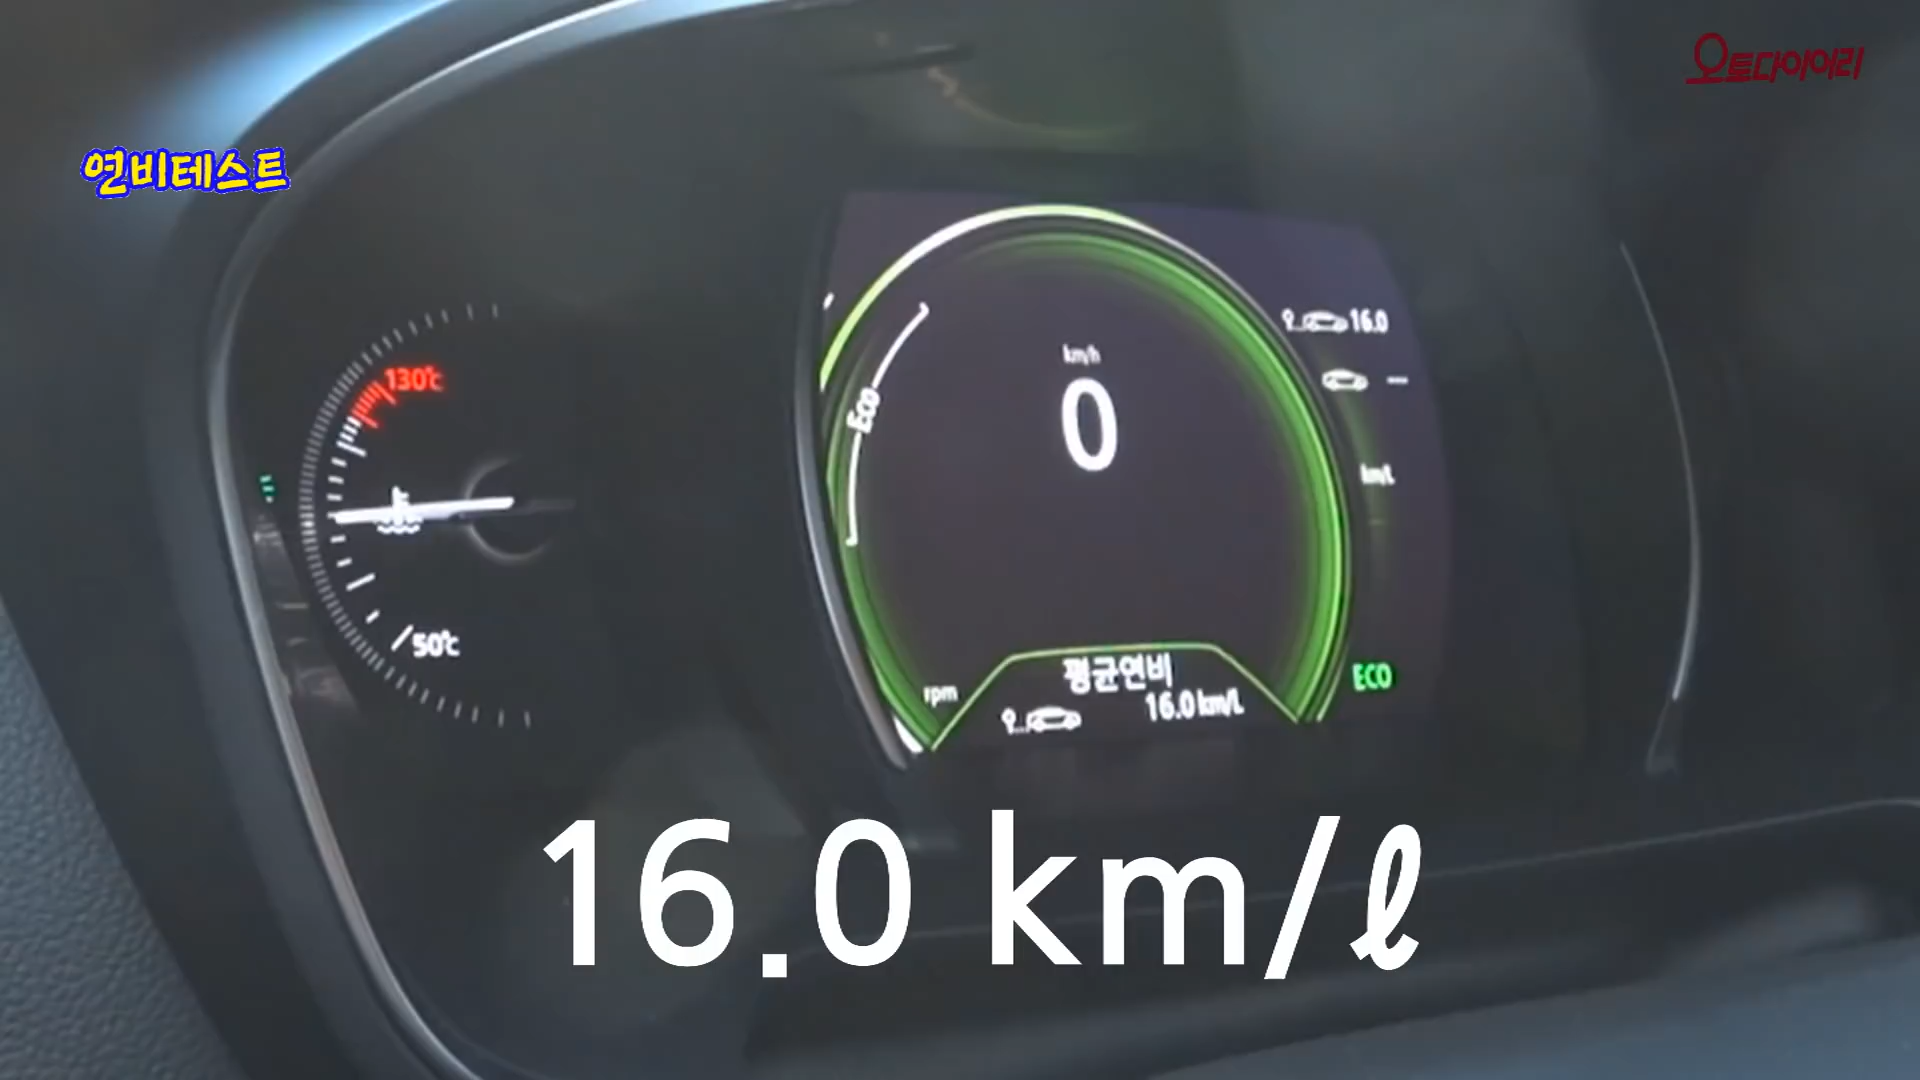 오토다이어리
연비테스트
130℃
50℃
Eco
km/h
0
16.0
--
km/L
rpm
평균연비
16.0 km/L
ECO
16.0 km/ℓ